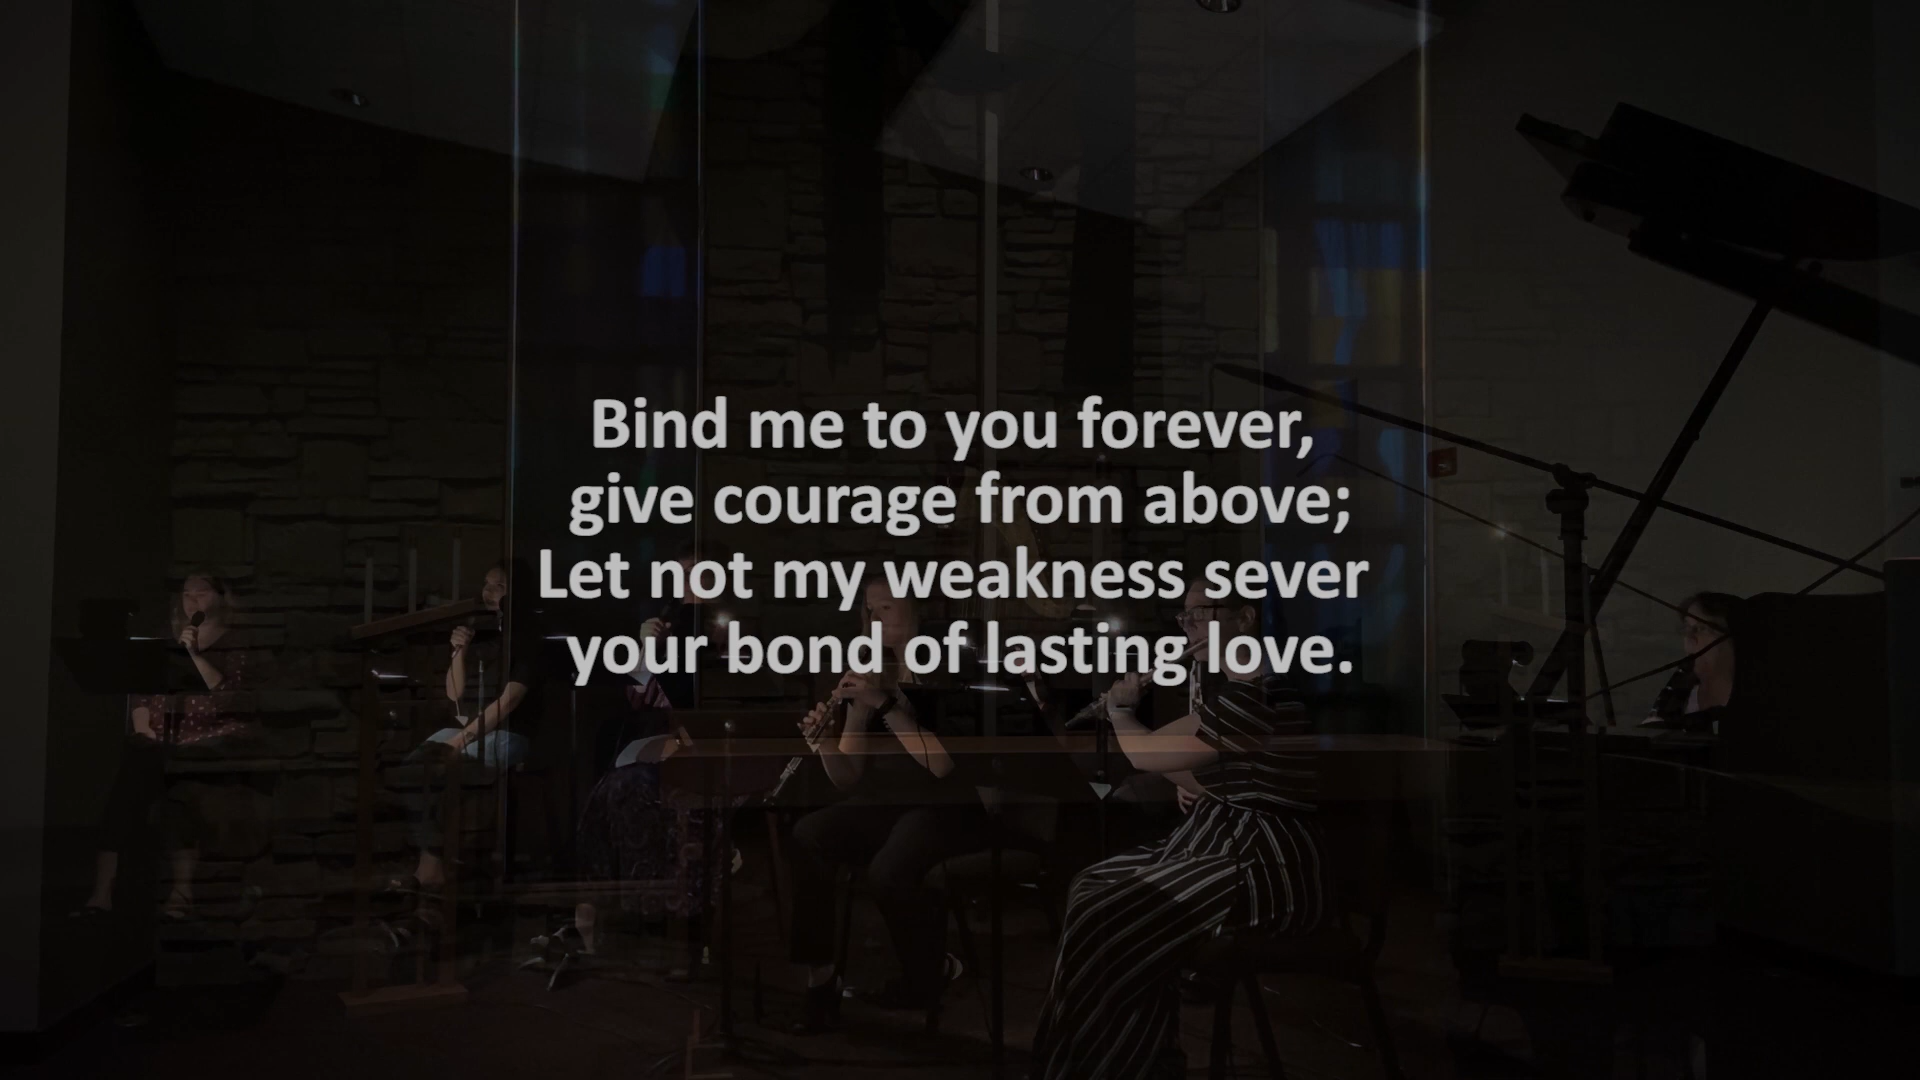 Bind me to you forever,
give courage from above;
Let not my weakness sever
your bond of lasting love.